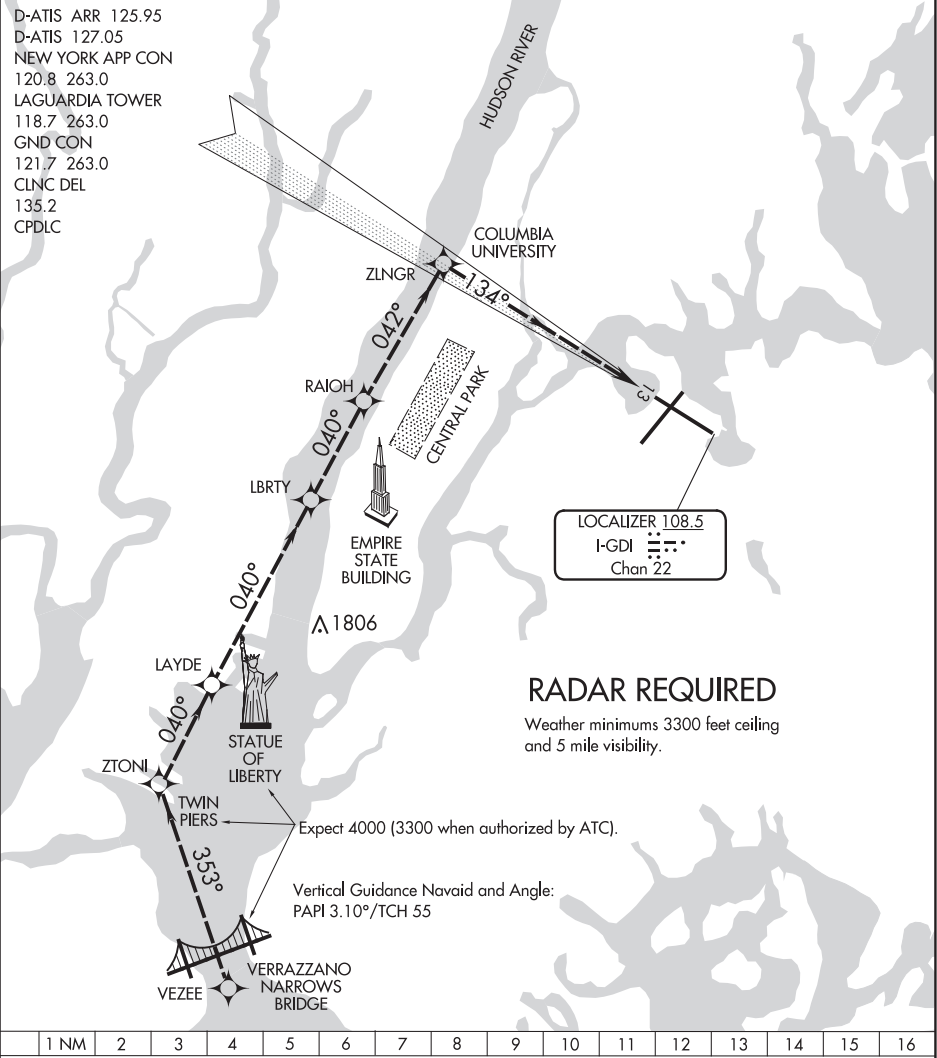 D-ATIS ARR 125.95
D-ATIS 127.05
NEW YORK APP CON
120.8 263.0
LAGUARDIA TOWER
118.7 263.0
GND CON
121.7 263.0
CLNC DEL
135.2
CPDLC
HUDSON RIVER
COLUMBIA
UNIVERSITY
ZLNGR
134°
042°
RAIOH
13
CENTRAL PARK
040°
LBRTY
LOCALIZER 108.5
I-GDI
Chan 22
EMPIRE
STATE
BUILDING
040°
1806
LAYDE
RADAR REQUIRED
Weather minimums 3300 feet ceiling
and 5 mile visibility.
040°
STATUE
OF
LIBERTY
ZTONI
TWIN
PIERS
Expect 4000 (3300 when authorized by ATC).
353°
Vertical Guidance Navaid and Angle:
PAPI 3.10°/TCH 55
VEZEE
VERRAZZANO
NARROWS
BRIDGE
1 NM 2 3 4 5 6 7 8 9 10 11 12 13 14 15 16